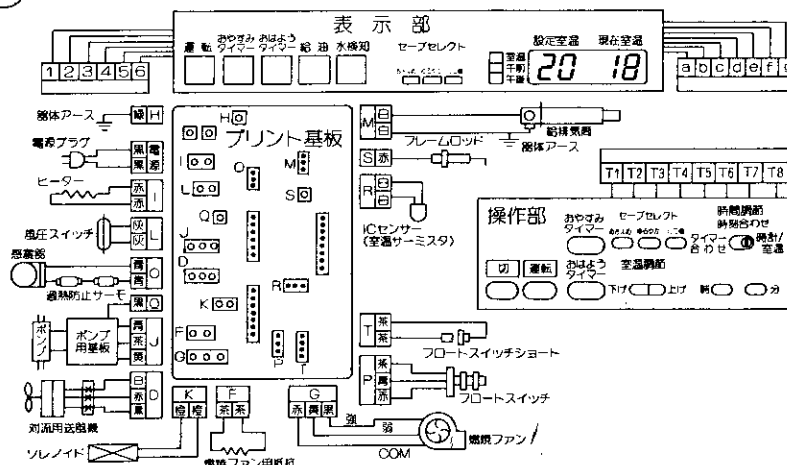 表示部
運転 おやすみタイマー おはようタイマー 給油 水検知 セーブセレクト
設定室温 現在室温
室温
午前
午後
20 18
1 2 3 4 5 6
a b c d e f g
器体アース 緑 H
電源プラグ 黒 黒 電源
ヒーター 赤 赤 I
風圧スイッチ 灰 灰 L
感震器 青 青 O
過熱防止サーモ 黒 Q
ポンプ ポンプ用基板 青 茶 黄 J
対流用送風機 白 赤 黒 D
ソレノイド
K 橙 橙
F 茶 茶
燃焼ファン用抵抗
G 赤 黄 黒
強
弱
COM
燃焼ファン
プリント基板
H
I
L
Q
J
D
K
F
G
O
M
S
R
P
T
M 白 白
給排気筒
器体アース
フレームロッド
S 赤
R 白 白
ICセンサー
(室温サーミスタ)
T1 T2 T3 T4 T5 T6 T7 T8
操作部
おやすみタイマー
セーブセレクト
時間調節
時刻合わせ
タイマー合わせ
時計/室温
切 運転
おはようタイマー
室温調節
下げ 上げ
時 分
T 茶 茶
フロートスイッチショート
P 茶 黄 赤
フロートスイッチ